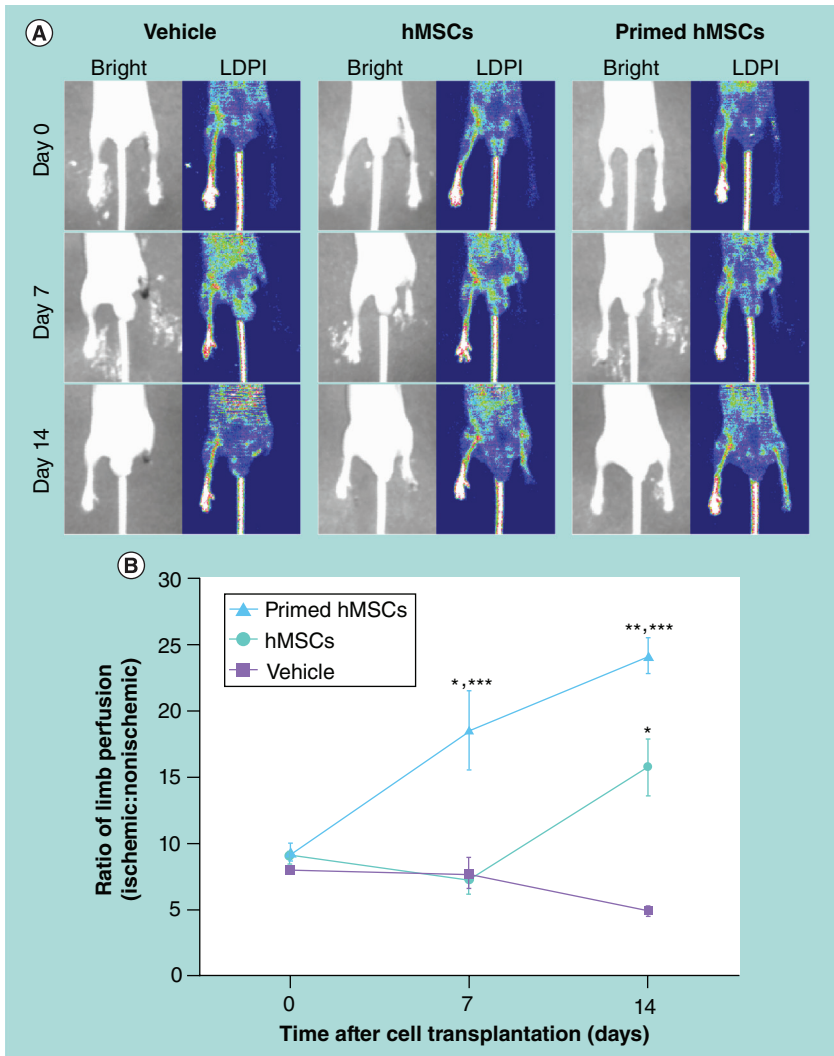 A
Vehicle
hMSCs
Primed hMSCs
Bright
LDPI
Bright
LDPI
Bright
LDPI
Day 0
Day 7
Day 14
B
30
25
20
15
10
5
0
Ratio of limb perfusion
(ischemic:nonischemic)
Primed hMSCs
hMSCs
Vehicle
*,***
**,***
*
0
7
14
Time after cell transplantation (days)